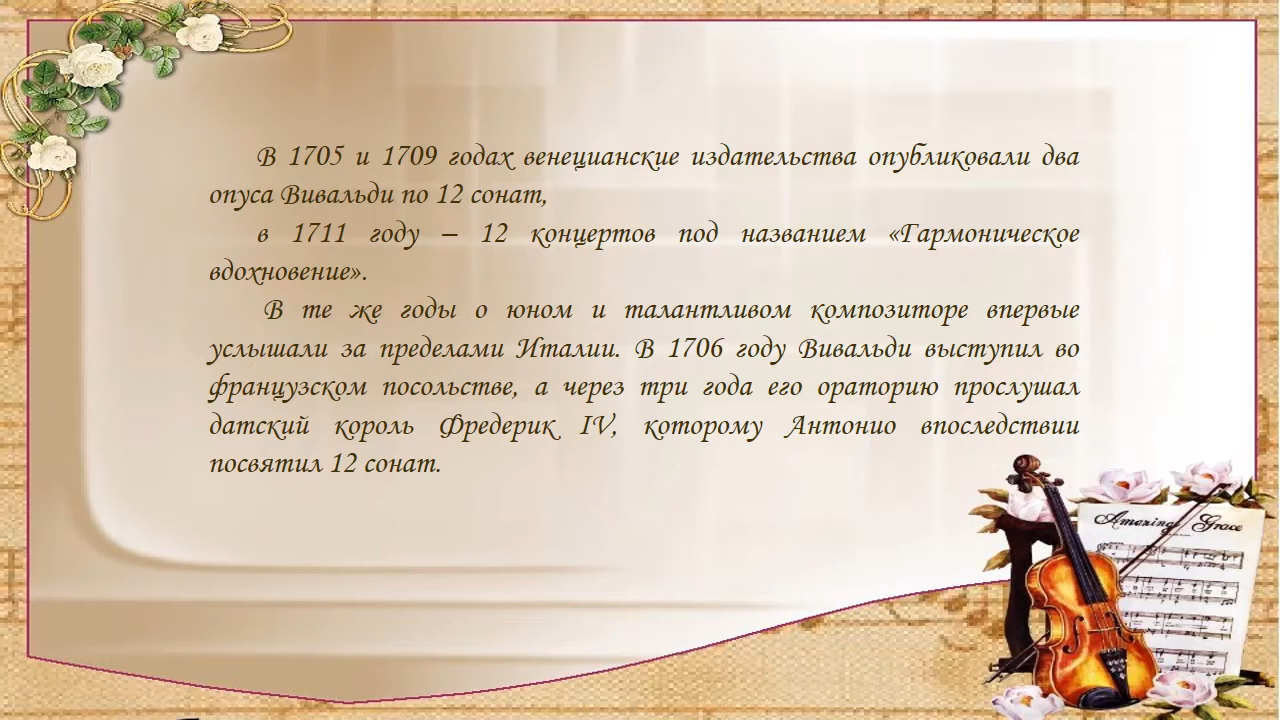 В 1705 и 1709 годах венецианские издательства опубликовали два
опуса Вивальди по 12 сонат,
в 1711 году – 12 концертов под названием «Гармоническое
вдохновение».
В те же годы о юном и талантливом композиторе впервые
услышали за пределами Италии. В 1706 году Вивальди выступил во
французском посольстве, а через три года его ораторию прослушал
датский король Фредерик IV, которому Антонио впоследствии
посвятил 12 сонат.
Amazing Grace